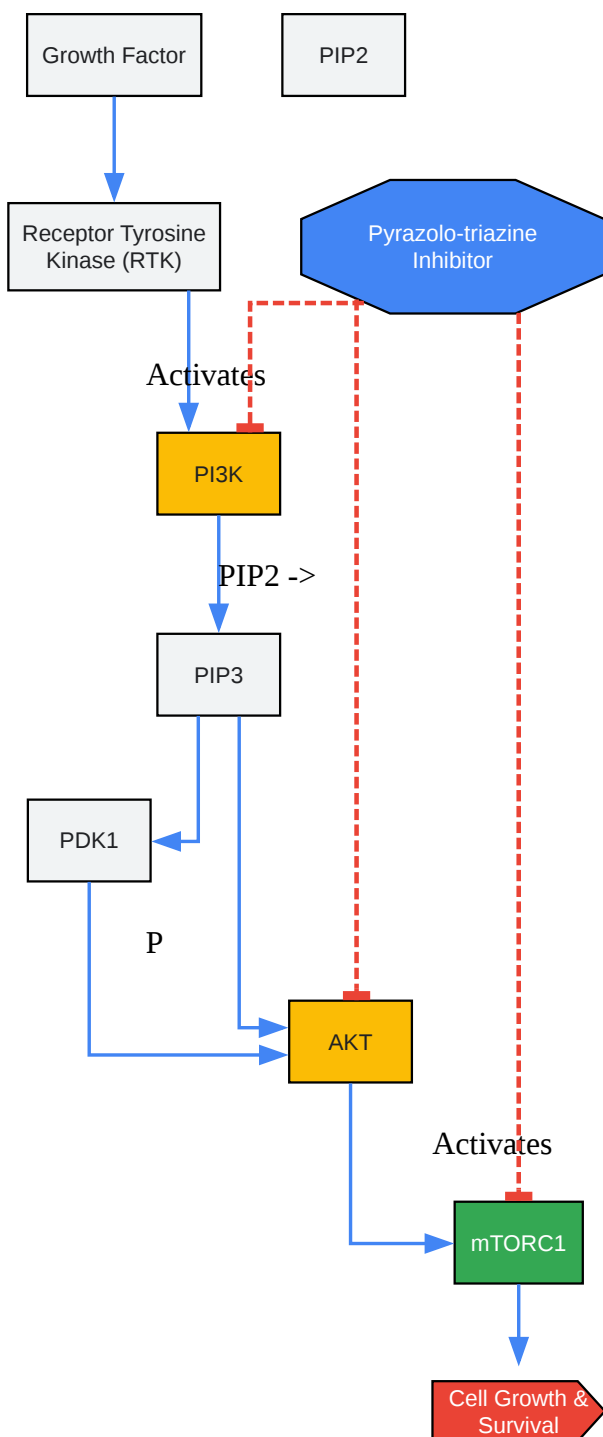 Growth Factor
PIP2
Receptor Tyrosine
Kinase (RTK)
Pyrazolo-triazine
Inhibitor
Activates
PI3K
PIP2 ->
PIP3
PDK1
P
AKT
Activates
mTORC1
Cell Growth &
Survival